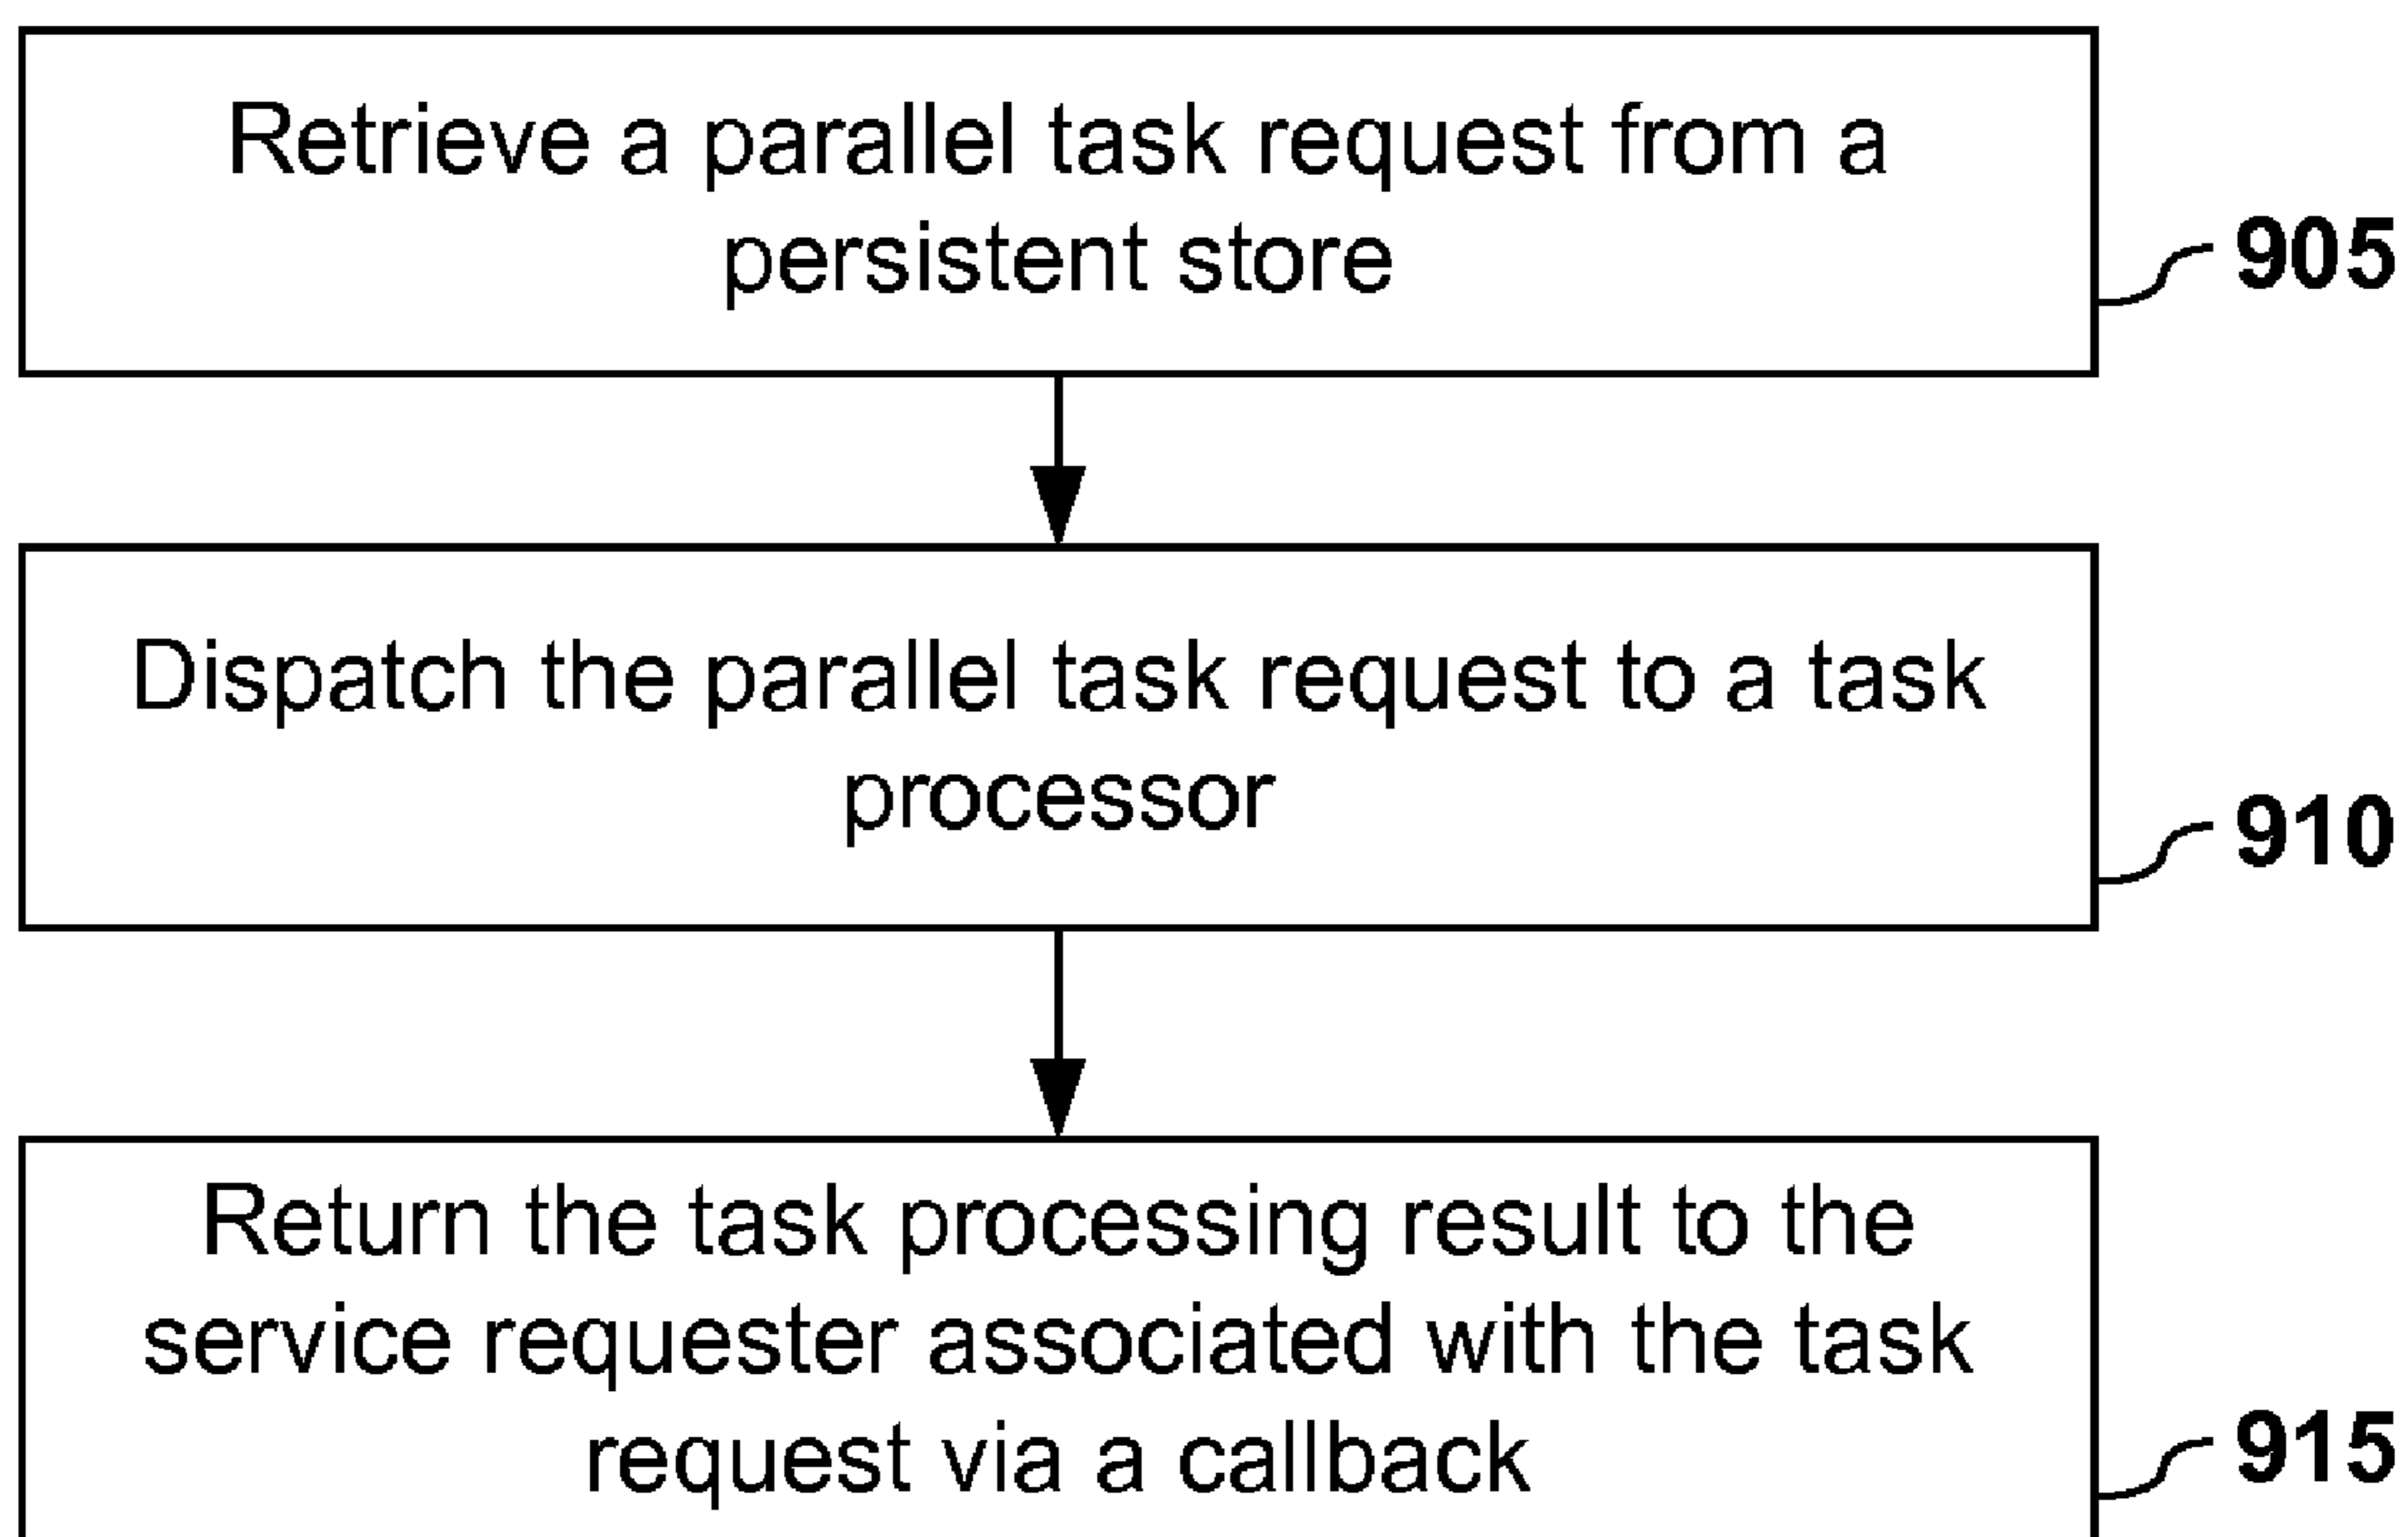 Retrieve a parallel task request from a
persistent store
905
Dispatch the parallel task request to a task
processor
910
Return the task processing result to the
service requester associated with the task
request via a callback
915